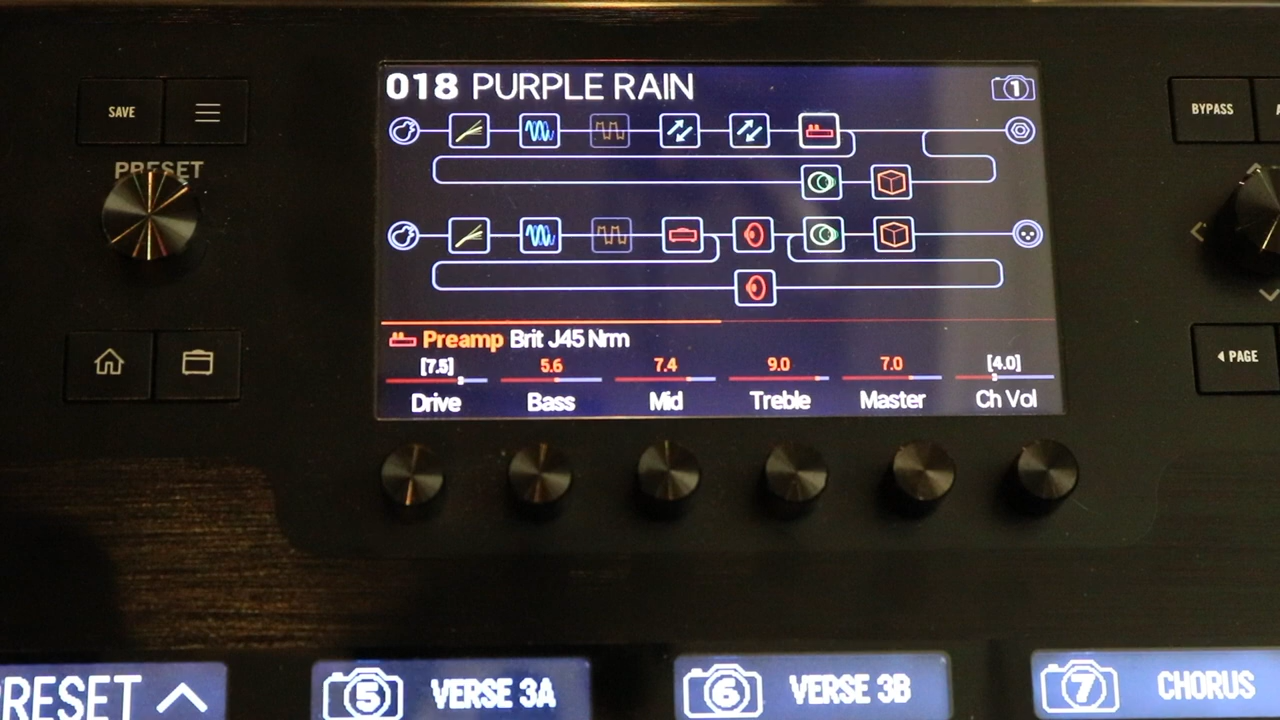 SAVE
PRESET
018 PURPLE RAIN
1
Preamp Brit J45 Nrm
[7.5] 5.6 7.4 9.0 7.0 [4.0]
Drive Bass Mid Treble Master Ch Vol
BYPASS
PAGE
PRESET
5 VERSE 3A
6 VERSE 3B
7 CHORUS